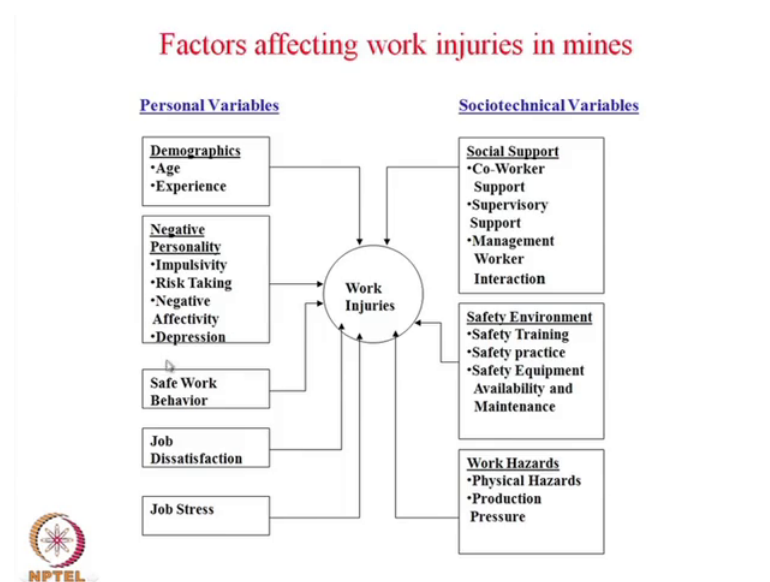 Factors affecting work injuries in mines
Personal Variables
Demographics
•Age
•Experience
Negative
Personality
•Impulsivity
•Risk Taking
•Negative
Affectivity
•Depression
Safe Work
Behavior
Job
Dissatisfaction
Job Stress
Work
Injuries
Sociotechnical Variables
Social Support
•Co-Worker
Support
•Supervisory
Support
•Management
Worker
Interaction
Safety Environment
•Safety Training
•Safety practice
•Safety Equipment
Availability and
Maintenance
Work Hazards
•Physical Hazards
•Production
Pressure
NPTEL